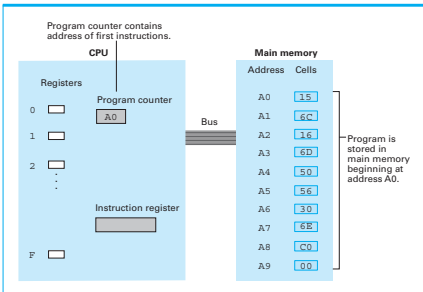 Program counter contains
address of first instructions.
CPU
Main memory
Address Cells
Registers
Program counter
A0
Bus
0
1
2
F
Instruction register
A0 15
A1 6C
A2 16
A3 6D
A4 50
A5 56
A6 30
A7 6E
A8 C0
A9 00
Program is
stored in
main memory
beginning at
address A0.